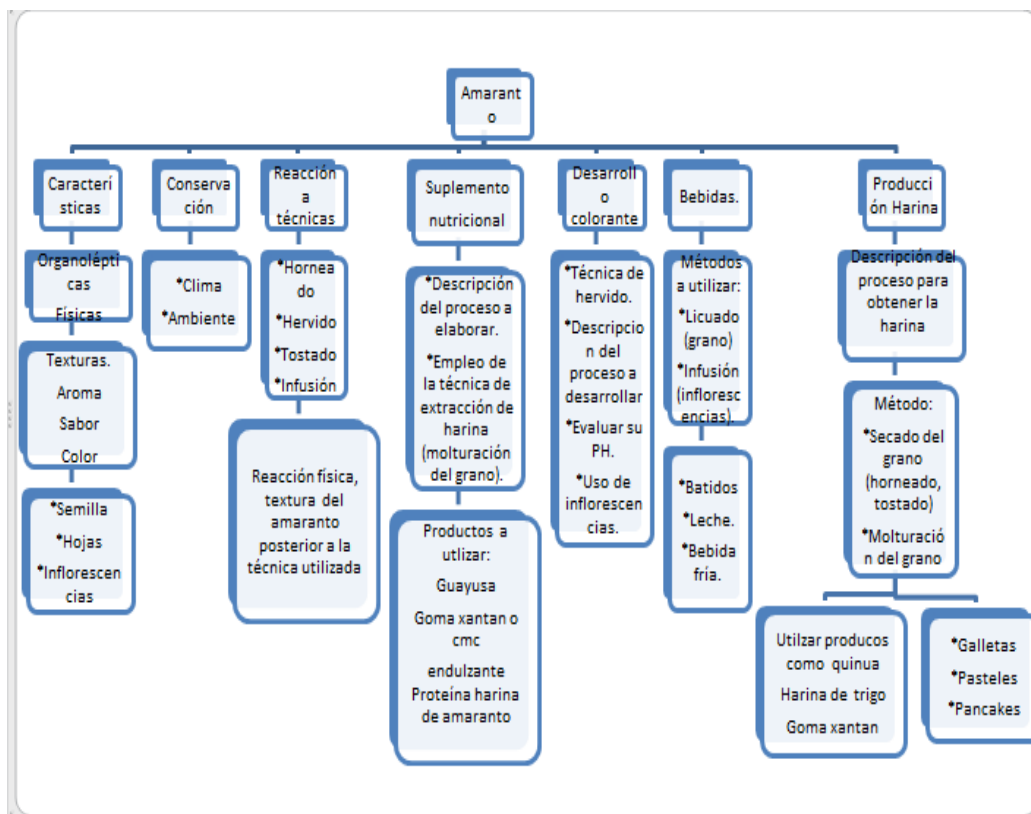 Amarant
o
Caracterí
sticas
Organolépti
cas
Físicas
Texturas.
Aroma
Sabor
Color
*Semilla
*Hojas
*Inflorescen
cias
Conserva
ción
*Clima
*Ambiente
Reacción
a
técnicas
*Hornea
do
*Hervido
*Tostado
*Infusión
Reacción física,
textura del
amaranto
posterior a la
técnica utilizada
Suplemento
nutricional
*Descripción
del proceso a
elaborar.
*Empleo de
la técnica de
extracción de
harina
(molturación
del grano).
Productos a
utlizar:
Guayusa
Goma xantan o
cmc
endulzante
Proteína harina
de amaranto
Desarroll
o
colorante
*Técnica de
hervido.
*Descripcio
n del
proceso a
desarrollar
*Evaluar su
PH.
*Uso de
inflorescen
cias.
Bebidas.
Métodos
a utilizar:
*Licuado
(grano)
*Infusión
(inflores
cencias).
*Batidos
*Leche.
*Bebida
fría.
Producci
ón Harina
Descripción del
proceso para
obtener la
harina
Método:
*Secado del
grano
(horneado,
tostado)
*Molturació
n del grano
Utilzar producos
como quinua
Harina de trigo
Goma xantan
*Galletas
*Pasteles
*Pancakes